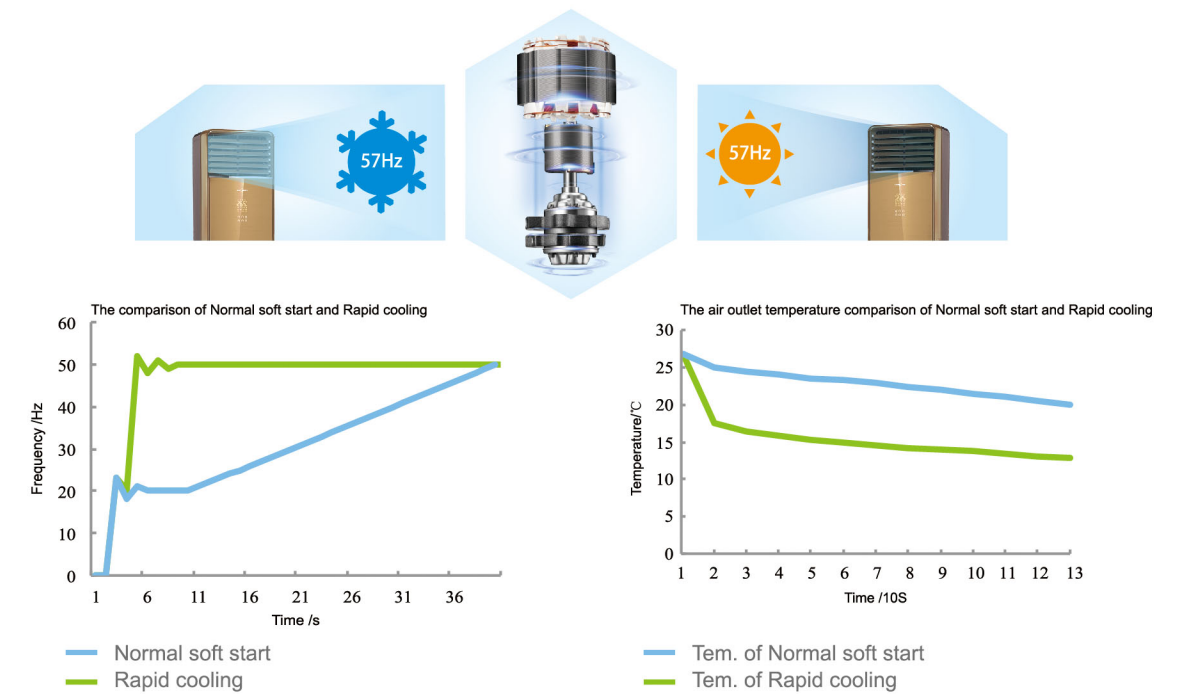 57Hz
57Hz
The comparison of Normal soft start and Rapid cooling
60
50
40
30
20
10
0
Frequency /Hz
1 6 11 16 21 26 31 36
Time /s
Normal soft start
Rapid cooling
The air outlet temperature comparison of Normal soft start and Rapid cooling
30
25
20
15
10
5
0
Temperature/℃
1 2 3 4 5 6 7 8 9 10 11 12 13
Time /10S
Tem. of Normal soft start
Tem. of Rapid cooling